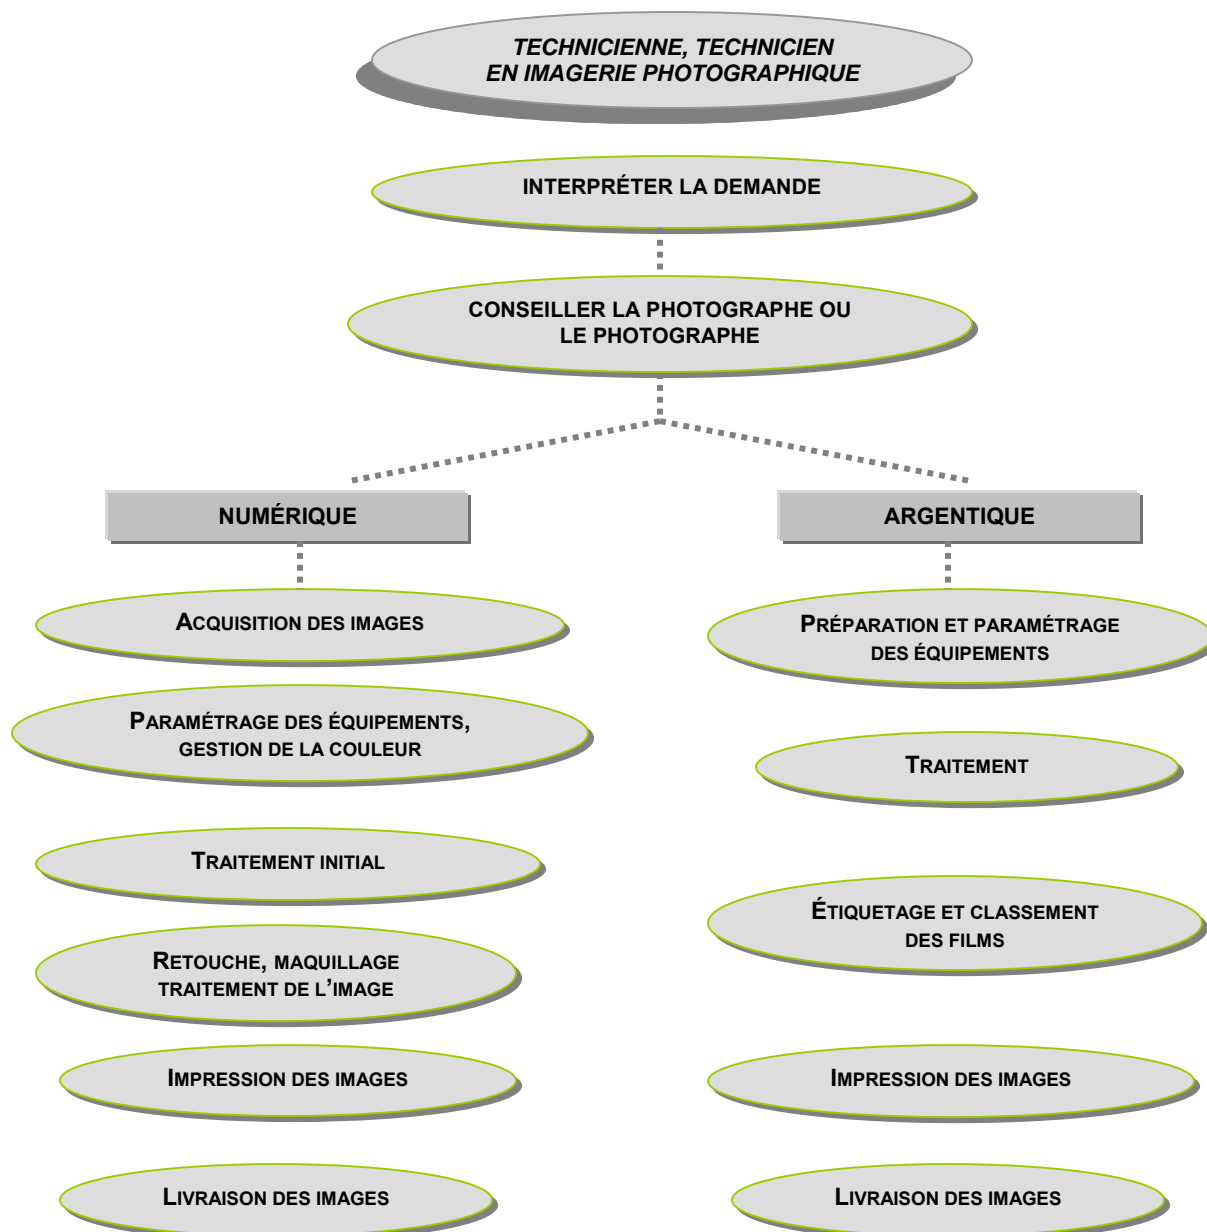 TECHNICIENNE, TECHNICIEN
EN IMAGERIE PHOTOGRAPHIQUE
INTERPRÉTER LA DEMANDE
CONSEILLER LA PHOTOGRAPHE OU
LE PHOTOGRAPHE
NUMÉRIQUE
ACQUISITION DES IMAGES
PARAMÉTRAGE DES ÉQUIPEMENTS,
GESTION DE LA COULEUR
TRAITEMENT INITIAL
RETOUCHE, MAQUILLAGE
TRAITEMENT DE L’IMAGE
IMPRESSION DES IMAGES
LIVRAISON DES IMAGES
ARGENTIQUE
PRÉPARATION ET PARAMÉTRAGE
DES ÉQUIPEMENTS
TRAITEMENT
ÉTIQUETAGE ET CLASSEMENT
DES FILMS
IMPRESSION DES IMAGES
LIVRAISON DES IMAGES